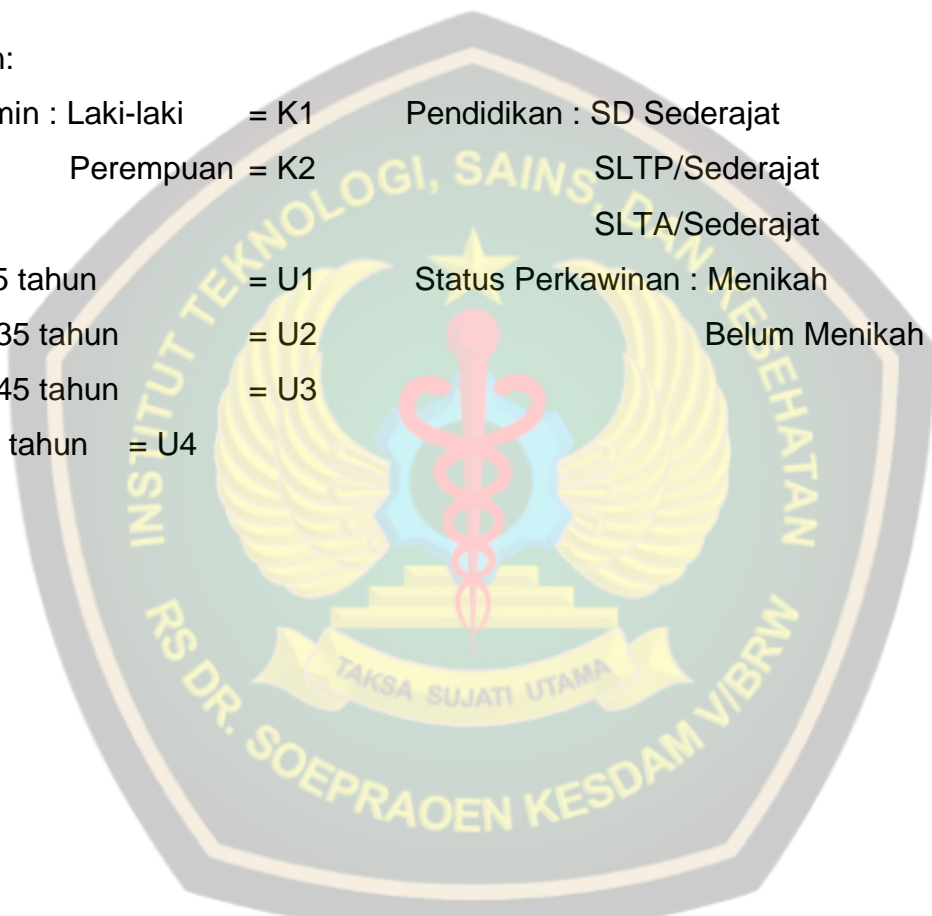 n:
min : Laki-laki = K1 Pendidikan : SD Sederajat
Perempuan = K2 SLTP/Sederajat
SLTA/Sederajat
5 tahun = U1 Status Perkawinan : Menikah
35 tahun = U2 Belum Menikah
45 tahun = U3
tahun = U4
INSTITUT TEKNOLOGI, SAINS, DAN KESEHATAN
TAKSA SUJATI UTAMA
RS DR. SOEPRAOEN KESDAM V/BRW